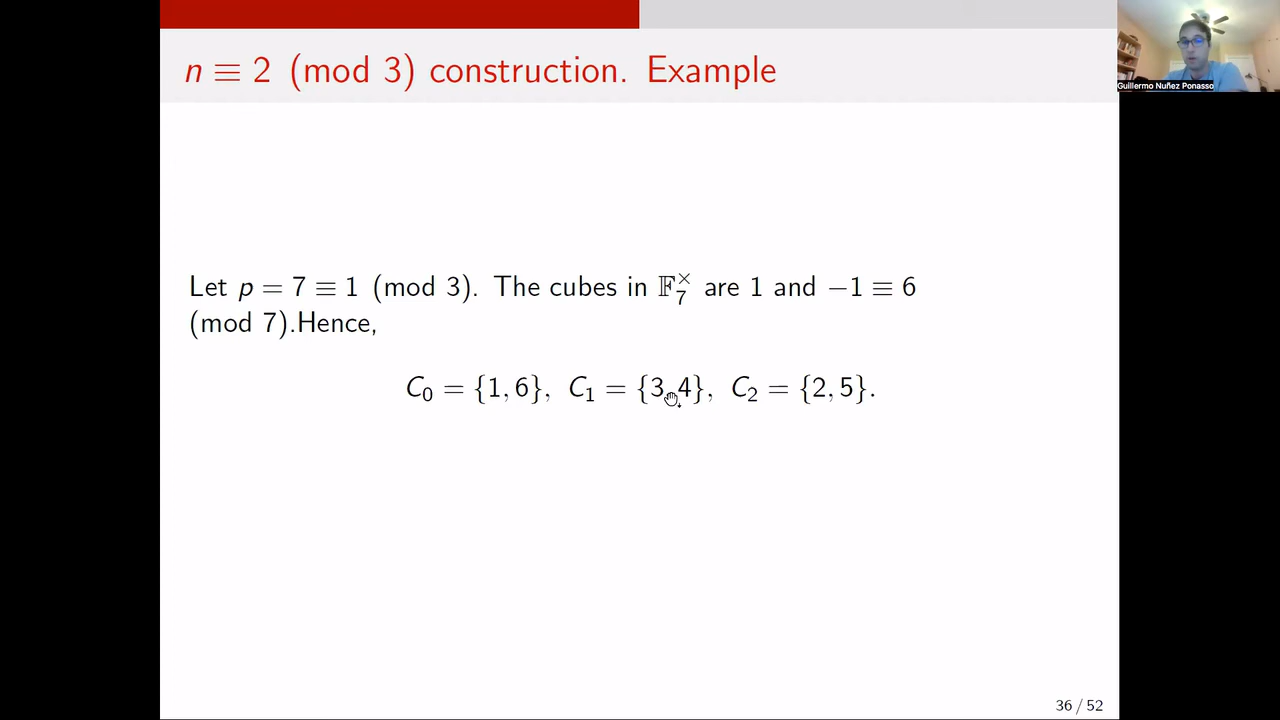 n ≡ 2 (mod 3) construction. Example
Guillermo Nuñez Ponasso
Let p = 7 ≡ 1 (mod 3). The cubes in 𝔽₇ˣ are 1 and −1 ≡ 6
(mod 7).Hence,
C₀ = {1, 6}, C₁ = {3, 4}, C₂ = {2, 5}.
36 / 52